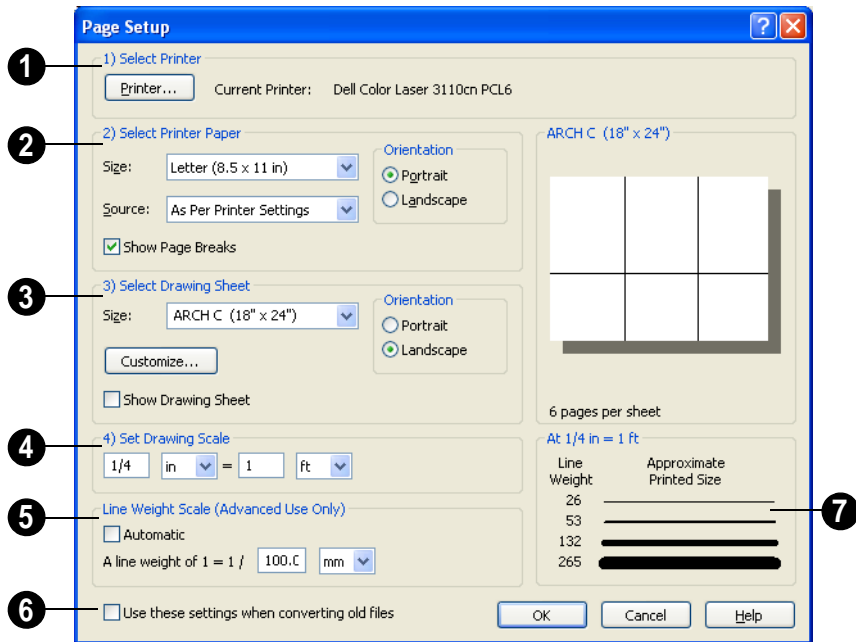 Page Setup
1
1) Select Printer
Printer...
Current Printer:
Dell Color Laser 3110cn PCL6
2
2) Select Printer Paper
Size:
Letter (8.5 x 11 in)
Source:
As Per Printer Settings
Show Page Breaks
Orientation
Portrait
Landscape
3
3) Select Drawing Sheet
Size:
ARCH C (18" x 24")
Customize...
Show Drawing Sheet
Orientation
Portrait
Landscape
ARCH C (18" x 24")
6 pages per sheet
4
4) Set Drawing Scale
1/4 in = 1 ft
5
Line Weight Scale (Advanced Use Only)
Automatic
A line weight of 1 = 1 / 100.0 mm
At 1/4 in = 1 ft
Line Weight
Approximate Printed Size
26
53
132
265
7
6
Use these settings when converting old files
OK
Cancel
Help